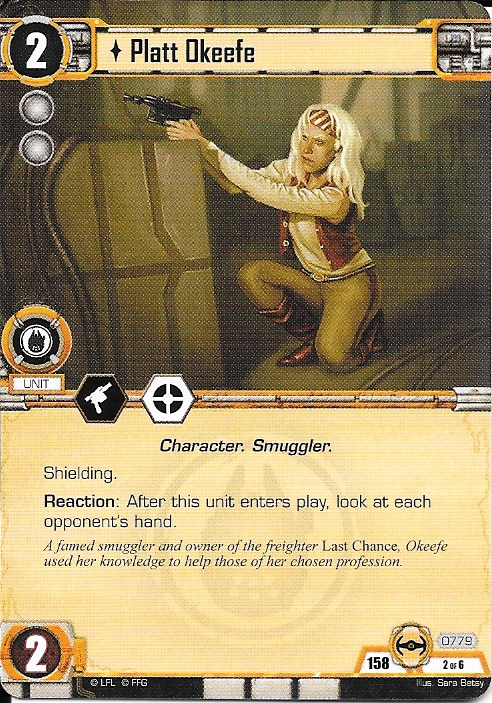 2
Platt Okeefe
UNIT
Character. Smuggler.
Shielding.
Reaction: After this unit enters play, look at each
opponent's hand.
A famed smuggler and owner of the freighter Last Chance, Okeefe
used her knowledge to help those of her chosen profession.
2
0779
158
2 OF 6
© LFL © FFG
Illus. Sara Betsy